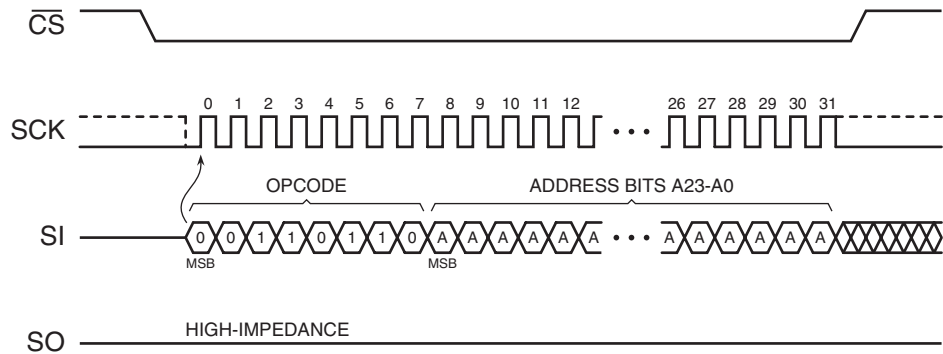 CS
0 1 2 3 4 5 6 7 8 9 10 11 12 26 27 28 29 30 31
SCK
OPCODE ADDRESS BITS A23-A0
SI 0 0 1 1 0 1 1 0 A A A A A A A A A A A A
MSB MSB
HIGH-IMPEDANCE
SO